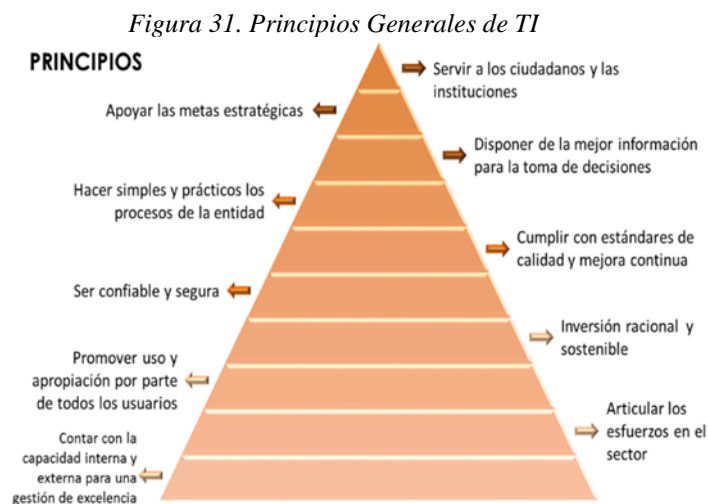 Figura 31. Principios Generales de TI
PRINCIPIOS
Servir a los ciudadanos y las
instituciones
Apoyar las metas estratégicas
Disponer de la mejor información
para la toma de decisiones
Hacer simples y prácticos los
procesos de la entidad
Cumplir con estándares de
calidad y mejora continua
Ser confiable y segura
Inversión racional y
sostenible
Promover uso y
apropiación por parte
de todos los usuarios
Articular los
esfuerzos en el
sector
Contar con la
capacidad interna y
externa para una
gestión de excelencia